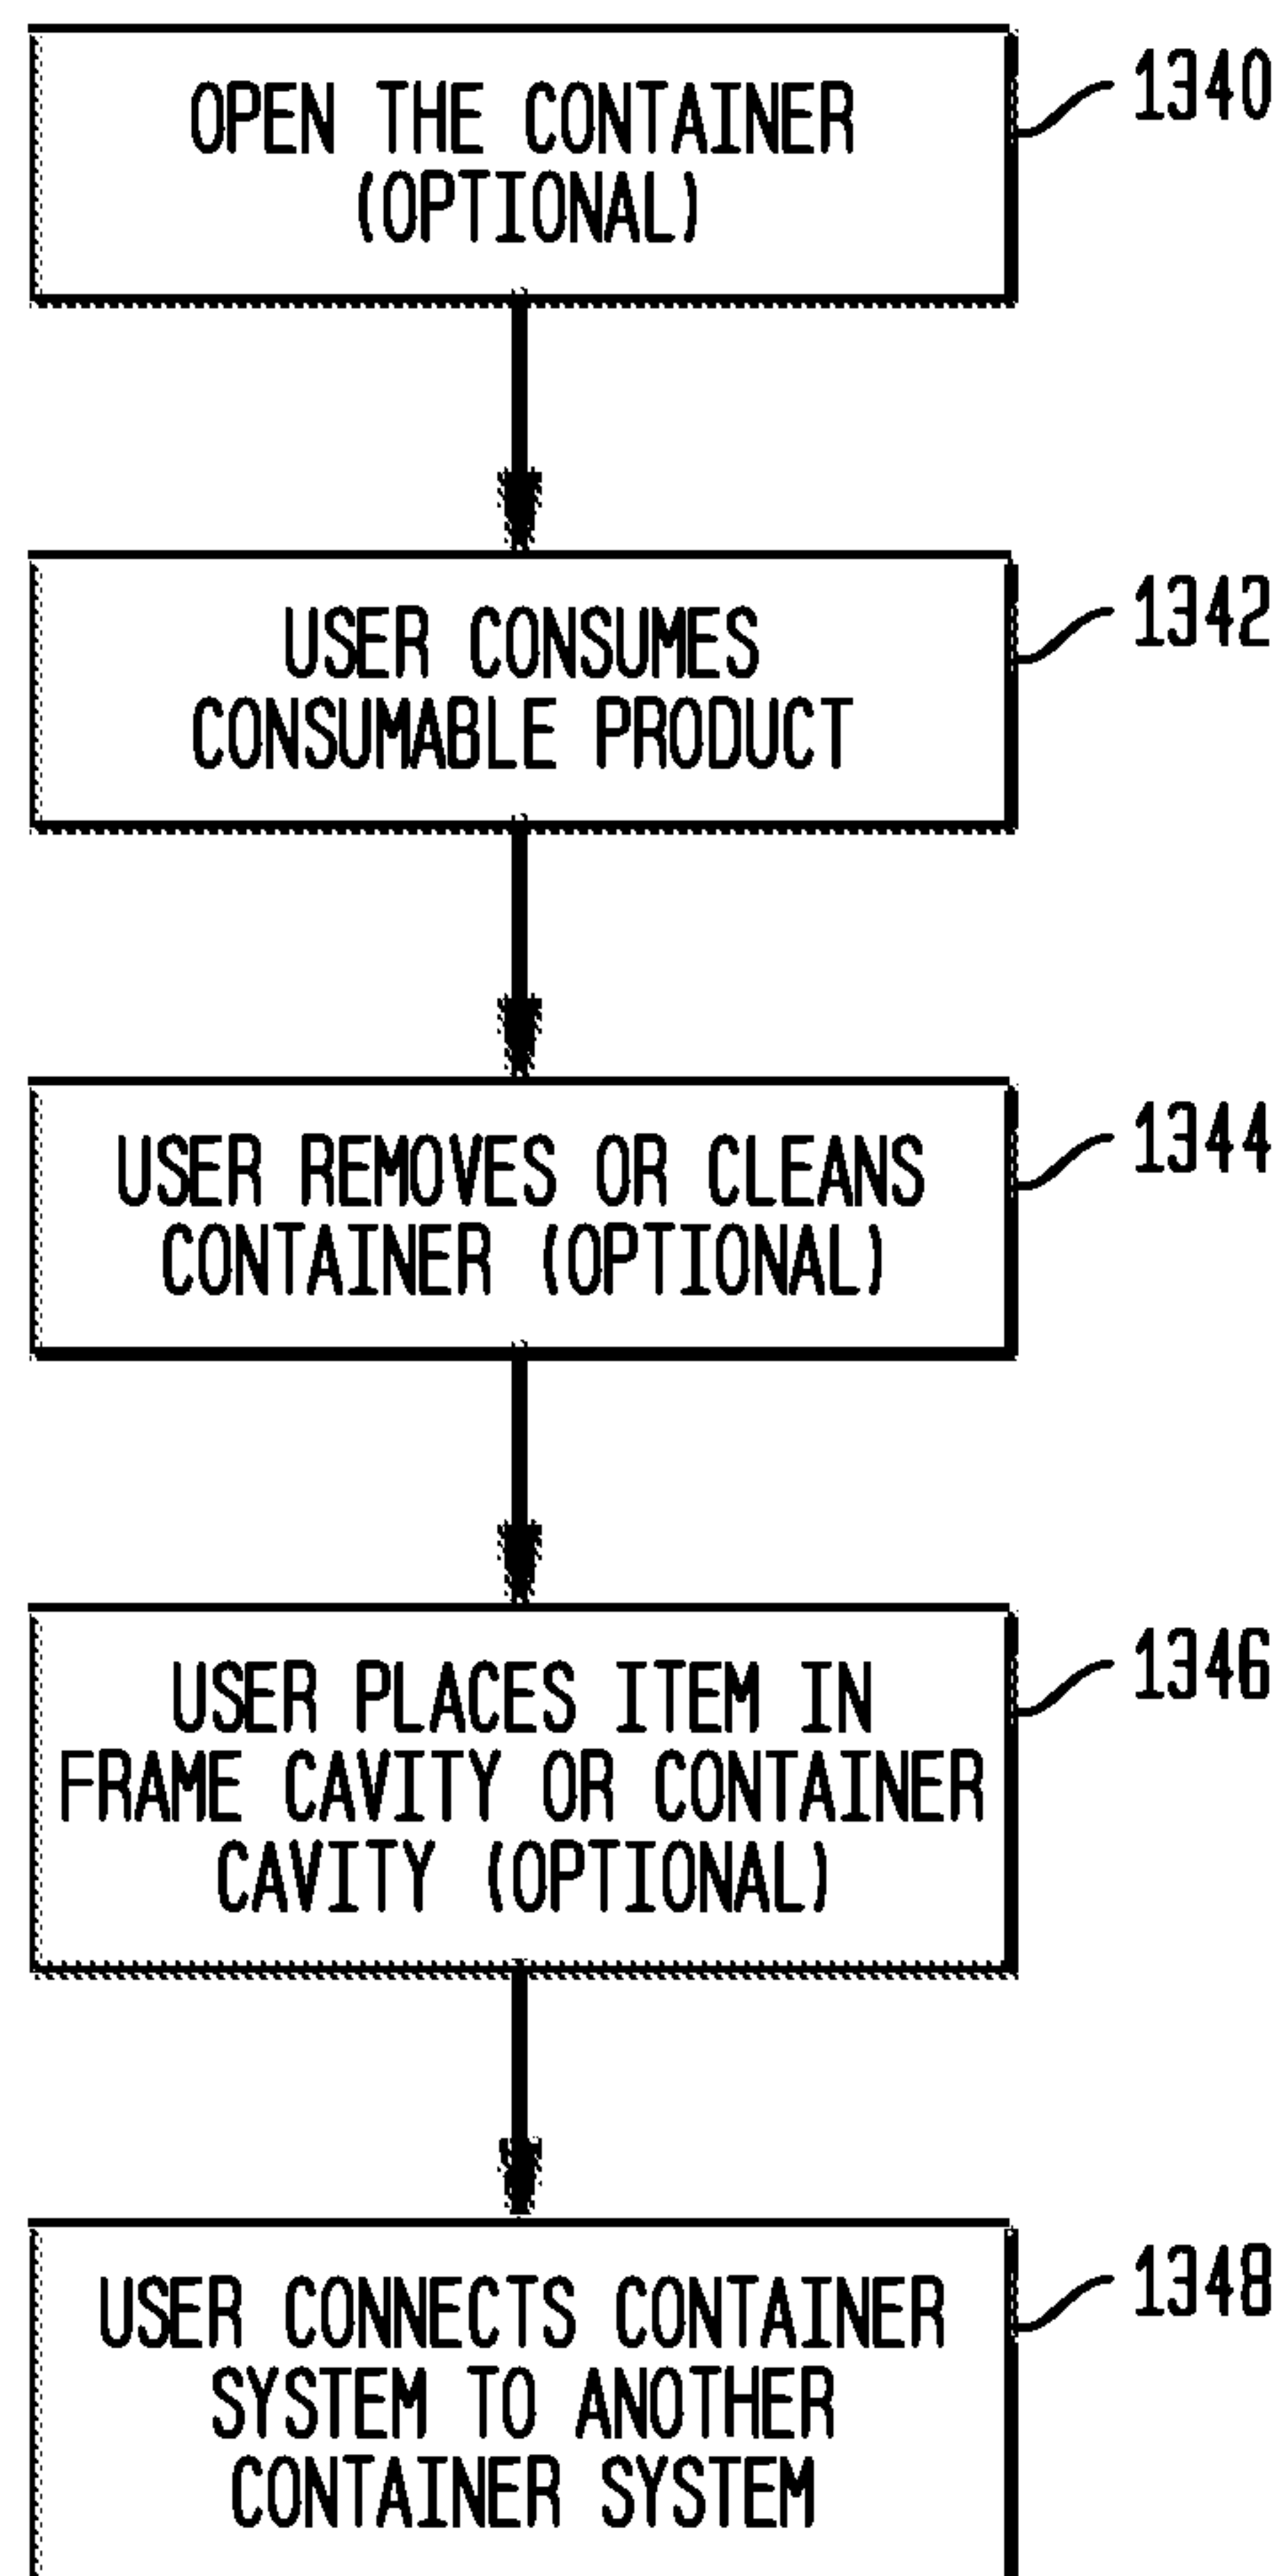 OPEN THE CONTAINER
(OPTIONAL)
1340
USER CONSUMES
CONSUMABLE PRODUCT
1342
USER REMOVES OR CLEANS
CONTAINER (OPTIONAL)
1344
USER PLACES ITEM IN
FRAME CAVITY OR CONTAINER
CAVITY (OPTIONAL)
1346
USER CONNECTS CONTAINER
SYSTEM TO ANOTHER
CONTAINER SYSTEM
1348